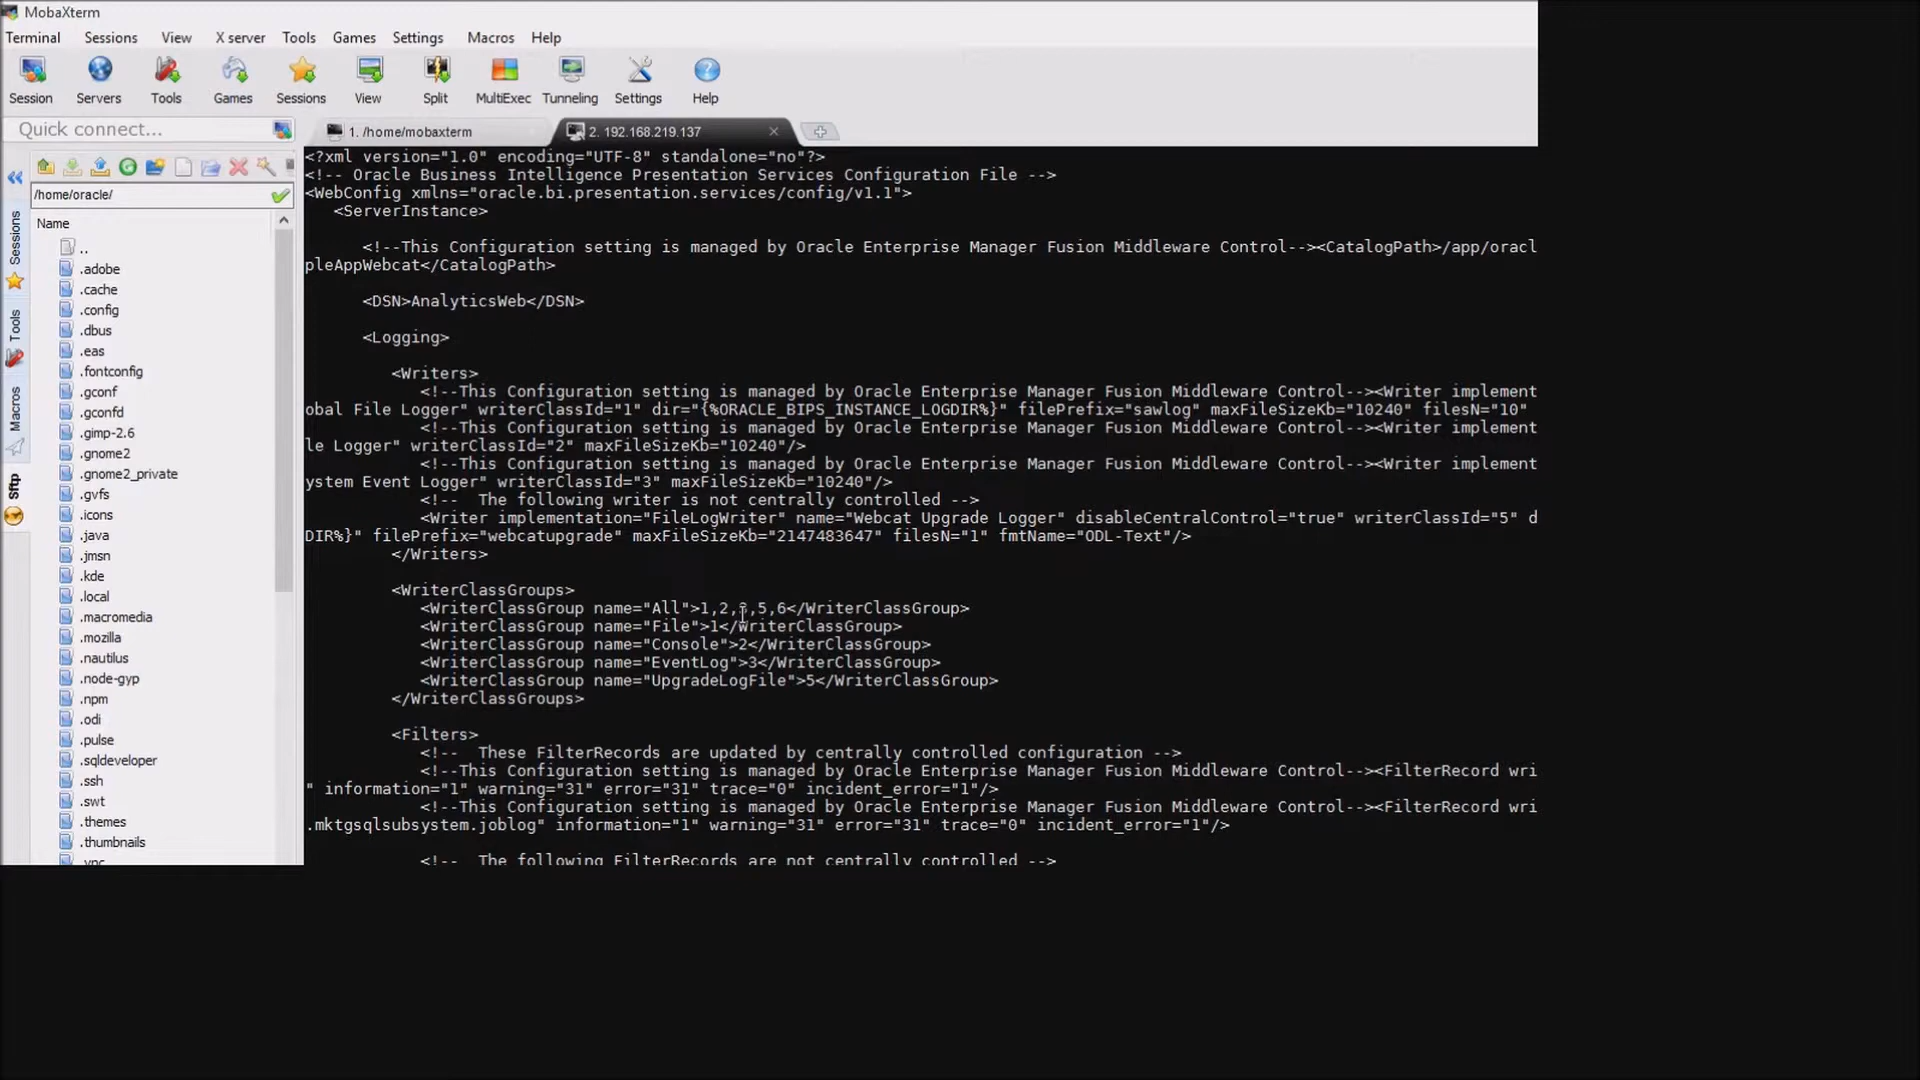 MobaXterm
Terminal Sessions View X server Tools Games Settings Macros Help
Session Servers Tools Games Sessions View Split MultiExec Tunneling Settings Help
Quick connect...
1. /home/mobaxterm
2. 192.168.219.137
/home/oracle/
Name
..
.adobe
.cache
.config
.dbus
.eas
.fontconfig
.gconf
.gconfd
.gimp-2.6
.gnome2
.gnome2_private
.gvfs
.icons
.java
.jmsn
.kde
.local
.macromedia
.mozilla
.nautilus
.node-gyp
.npm
.odi
.pulse
.sqldeveloper
.ssh
.swt
.themes
.thumbnails
.vnc
Sessions
Tools
Macros
Sftp
<?xml version="1.0" encoding="UTF-8" standalone="no"?>
<!-- Oracle Business Intelligence Presentation Services Configuration File -->
<WebConfig xmlns="oracle.bi.presentation.services/config/v1.1">
<ServerInstance>
<!--This Configuration setting is managed by Oracle Enterprise Manager Fusion Middleware Control--><CatalogPath>/app/oracl
pleAppWebcat</CatalogPath>
<DSN>AnalyticsWeb</DSN>
<Logging>
<Writers>
<!--This Configuration setting is managed by Oracle Enterprise Manager Fusion Middleware Control--><Writer implement
obal File Logger" writerClassId="1" dir="{%ORACLE_BIPS_INSTANCE_LOGDIR%}" filePrefix="sawlog" maxFileSizeKb="10240" filesN="10"
<!--This Configuration setting is managed by Oracle Enterprise Manager Fusion Middleware Control--><Writer implement
le Logger" writerClassId="2" maxFileSizeKb="10240"/>
<!--This Configuration setting is managed by Oracle Enterprise Manager Fusion Middleware Control--><Writer implement
ystem Event Logger" writerClassId="3" maxFileSizeKb="10240"/>
<!-- The following writer is not centrally controlled -->
<Writer implementation="FileLogWriter" name="Webcat Upgrade Logger" disableCentralControl="true" writerClassId="5" d
DIR%}" filePrefix="webcatupgrade" maxFileSizeKb="2147483647" filesN="1" fmtName="ODL-Text"/>
</Writers>
<WriterClassGroups>
<WriterClassGroup name="All">1,2,3,5,6</WriterClassGroup>
<WriterClassGroup name="File">1</WriterClassGroup>
<WriterClassGroup name="Console">2</WriterClassGroup>
<WriterClassGroup name="EventLog">3</WriterClassGroup>
<WriterClassGroup name="UpgradeLogFile">5</WriterClassGroup>
</WriterClassGroups>
<Filters>
<!-- These FilterRecords are updated by centrally controlled configuration -->
<!--This Configuration setting is managed by Oracle Enterprise Manager Fusion Middleware Control--><FilterRecord wri
" information="1" warning="31" error="31" trace="0" incident_error="1"/>
<!--This Configuration setting is managed by Oracle Enterprise Manager Fusion Middleware Control--><FilterRecord wri
.mktgsqlsubsystem.joblog" information="1" warning="31" error="31" trace="0" incident_error="1"/>
<!-- The following FilterRecords are not centrally controlled -->